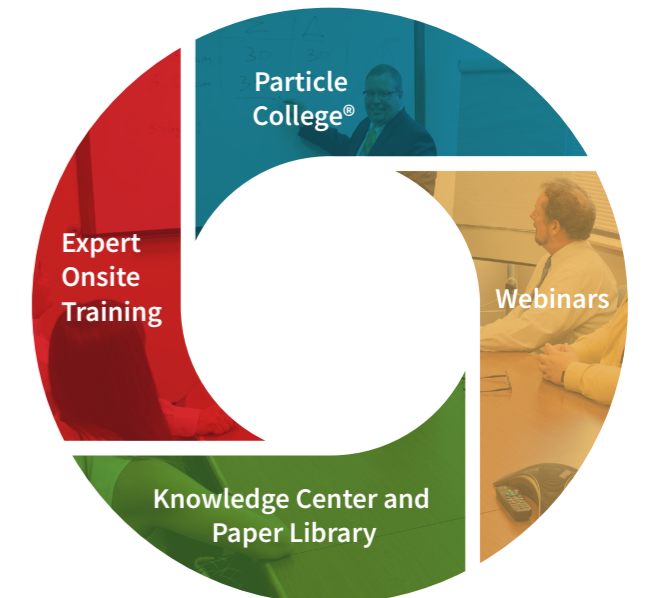 Particle
College®
Expert
Onsite
Training
Webinars
Knowledge Center and
Paper Library